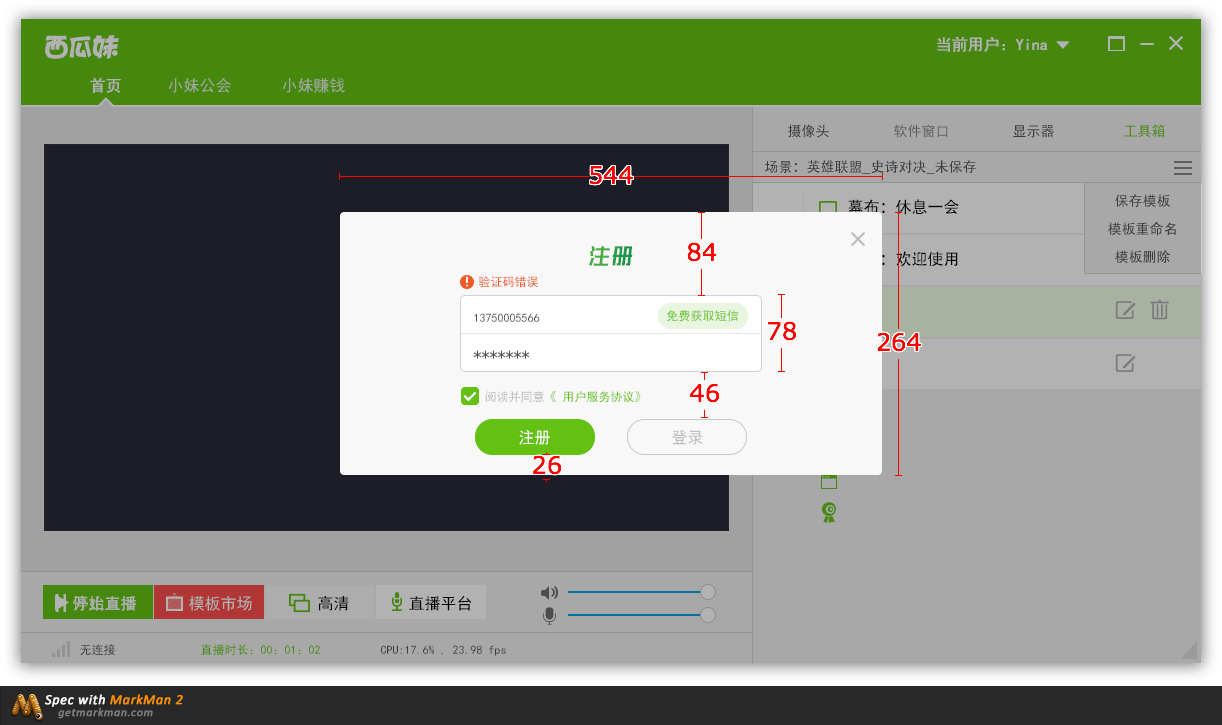 西瓜妹
当前用户：Yina
首页
小妹公会
小妹赚钱
摄像头
软件窗口
显示器
工具箱
场景：英雄联盟_史诗对决_未保存
544
保存模板
模板重命名
模板删除
幕布：休息一会
欢迎使用
注册
84
验证码错误
13750005566
免费获取短信
*******
78
264
46
阅读并同意《 用户服务协议》
注册
登录
26
始直播
模板市场
高清
直播平台
无连接
直播时长：00：01：02
CPU:17.6% , 23.98 fps
Spec with MarkMan 2
getmarkman.com